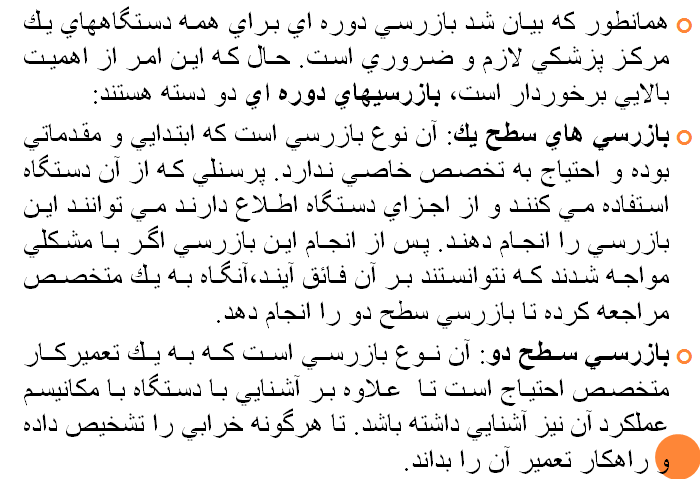 همانطور كه بيان شد بازرسي دوره اي براي همه دستگاههاي يك
مركز پزشكي لازم و ضروري است. حال كه اين امر از اهميت
بالايي برخوردار است، بازرسيهاي دوره اي دو دسته هستند:
بازرسي هاي سطح يك: آن نوع بازرسي است كه ابتدايي و مقدماتي
بوده و احتياج به تخصص خاصي ندارد. پرسنلي كه از آن دستگاه
استفاده مي كنند و از اجزاي دستگاه اطلاع دارند مي توانند اين
بازرسي را انجام دهند. پس از انجام اين بازرسي اگر با مشكلي
مواجه شدند كه نتوانستند بر آن فائق آيند،آنگاه به يك متخصص
مراجعه كرده تا بازرسي سطح دو را انجام دهد.
بازرسي سطح دو: آن نوع بازرسي است كه به يك تعميركار
متخصص احتياج است تا علاوه بر آشنايي با دستگاه با مكانيسم
عملكرد آن نيز آشنايي داشته باشد. تا هرگونه خرابي را تشخيص داده
و راهكار تعمير آن را بداند.